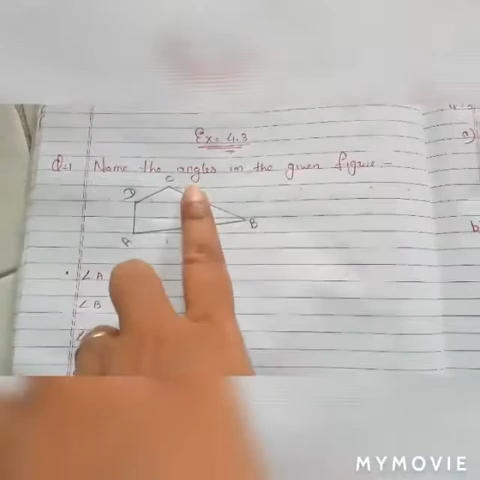 Ex= 4.3
Q=1 Name the angles in the given figure -
C
D
B
A
∠A
∠B
∠
a)
b
MYMOVIE